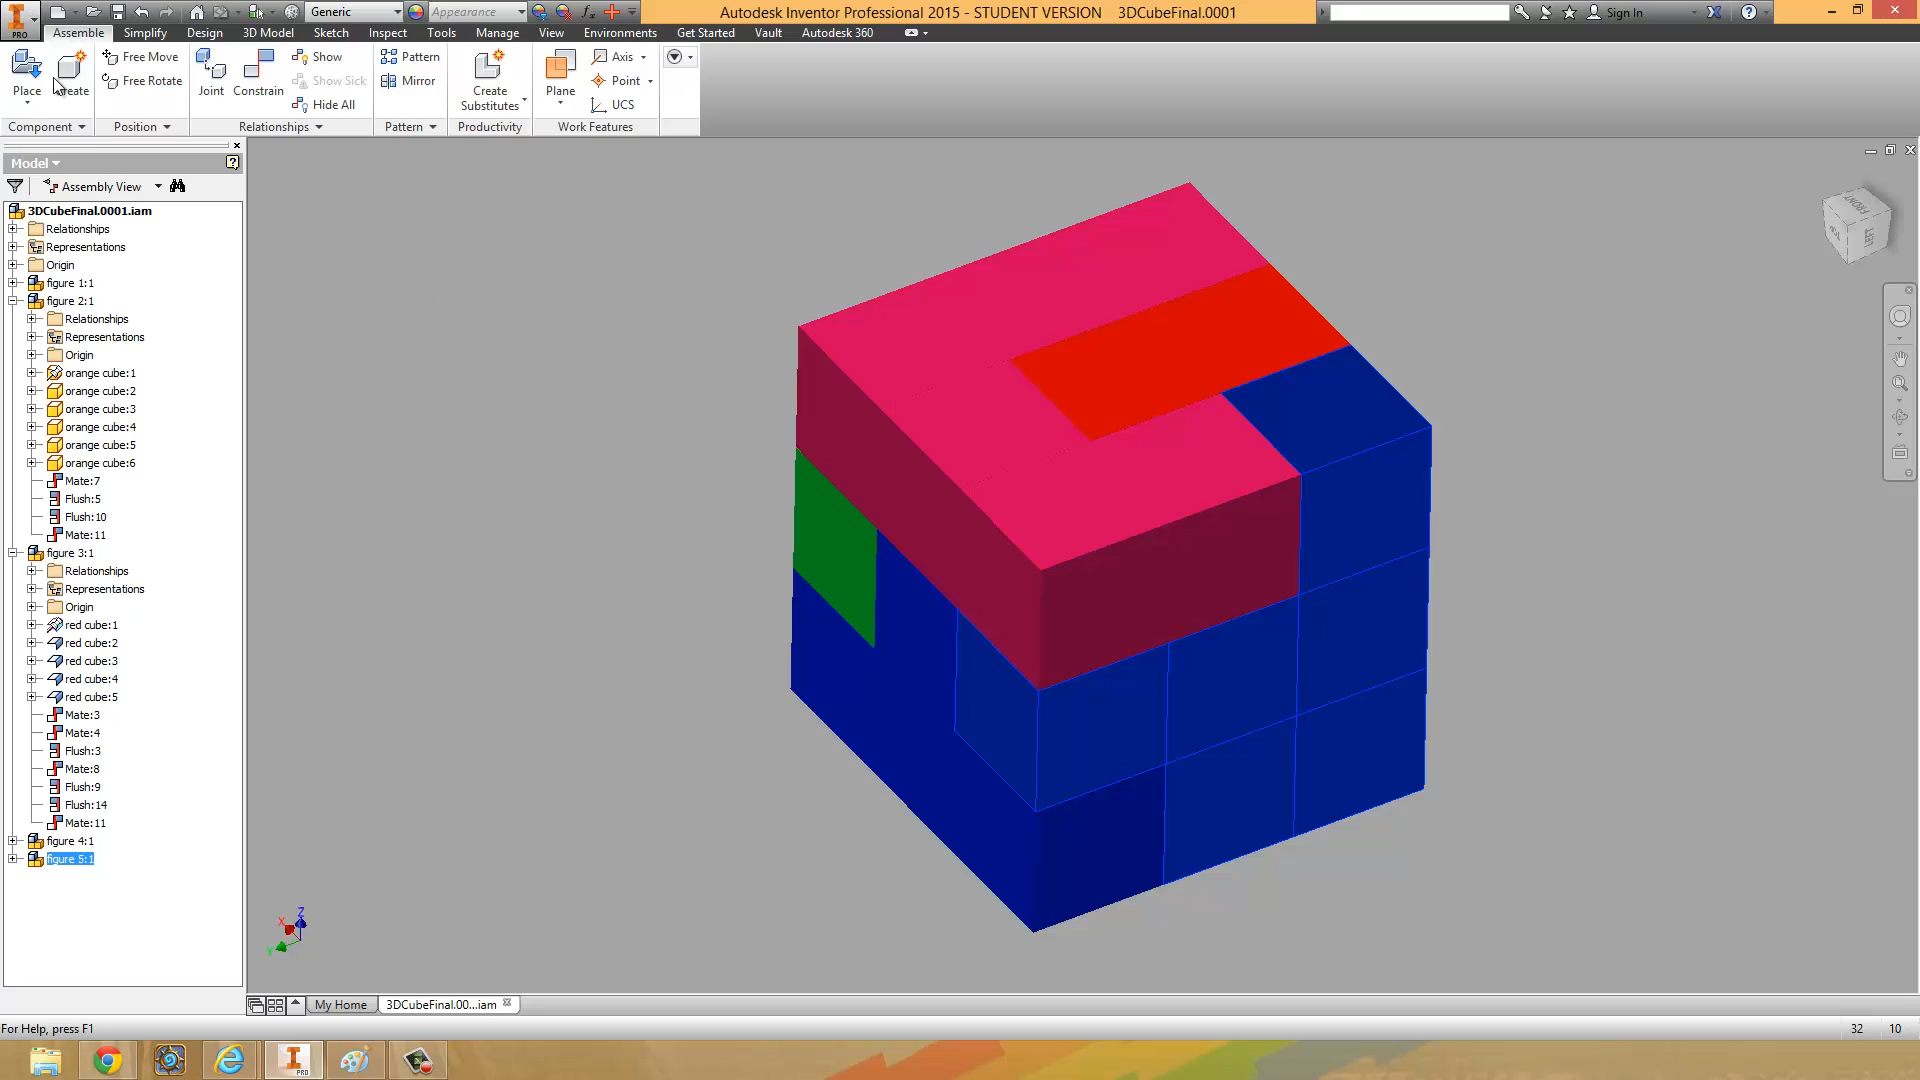 Generic
Appearance
Autodesk Inventor Professional 2015 - STUDENT VERSION 3DCubeFinal.0001
Sign In
PRO
Assemble Simplify Design 3D Model Sketch Inspect Tools Manage View Environments Get Started Vault Autodesk 360
Place
Create
Free Move
Free Rotate
Joint
Constrain
Show
Show Sick
Hide All
Pattern
Mirror
Create
Substitutes
Plane
Axis
Point
UCS
Component Position Relationships Pattern Productivity Work Features
Model
Assembly View
3DCubeFinal.0001.iam
Relationships
Representations
Origin
figure 1:1
figure 2:1
Relationships
Representations
Origin
orange cube:1
orange cube:2
orange cube:3
orange cube:4
orange cube:5
orange cube:6
Mate:7
Flush:5
Flush:10
Mate:11
figure 3:1
Relationships
Representations
Origin
red cube:1
red cube:2
red cube:3
red cube:4
red cube:5
Mate:3
Mate:4
Flush:3
Mate:8
Flush:9
Flush:14
Mate:11
figure 4:1
figure 5:1
FRONT
LEFT
Z
X
Y
My Home
3DCubeFinal.00...iam
For Help, press F1
32 10
PRO